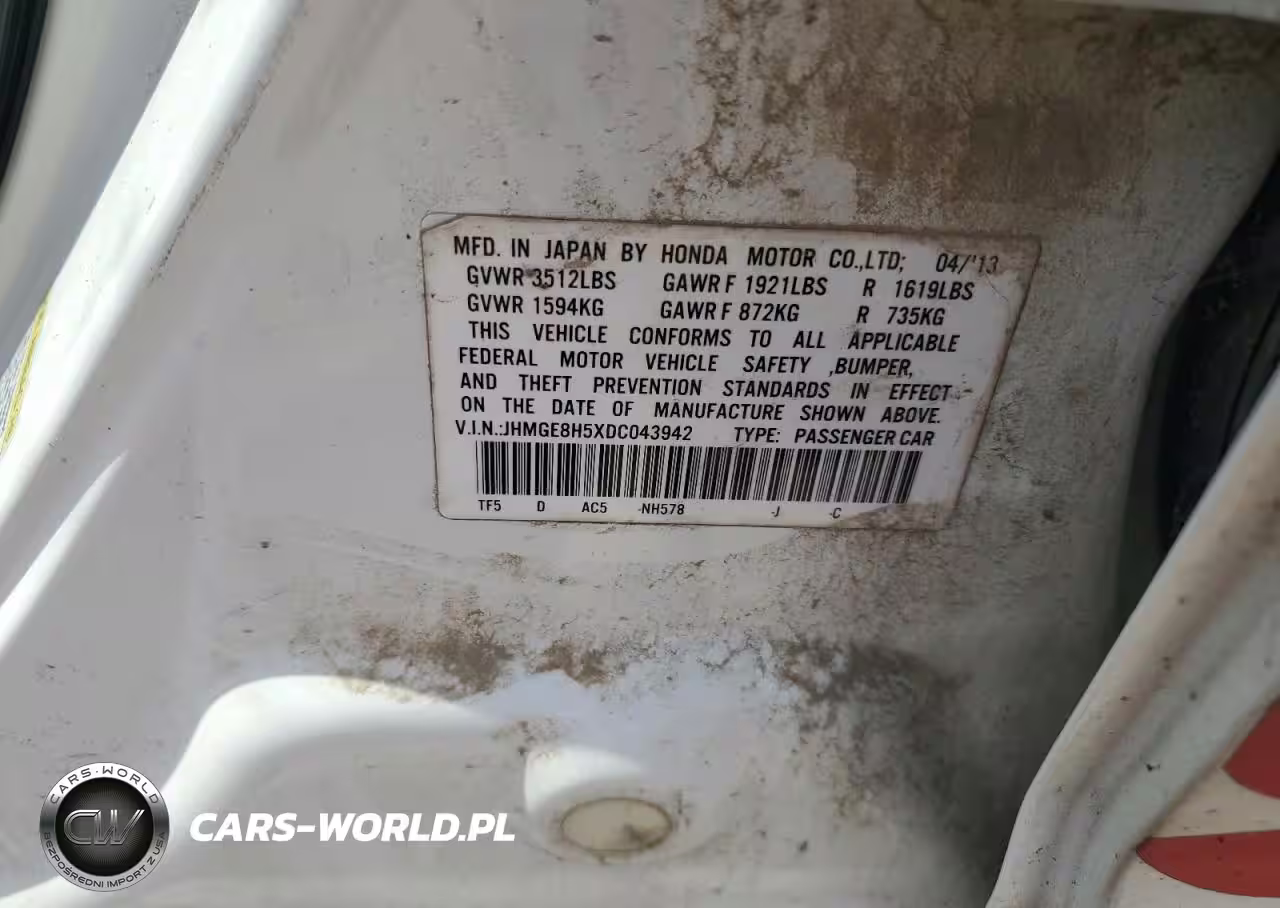 MFD. IN JAPAN BY HONDA MOTOR CO.,LTD; 04/'13
GVWR 3512LBS GAWR F 1921LBS R 1619LBS
GVWR 1594KG GAWR F 872KG R 735KG
THIS VEHICLE CONFORMS TO ALL APPLICABLE
FEDERAL MOTOR VEHICLE SAFETY ,BUMPER,
AND THEFT PREVENTION STANDARDS IN EFFECT
ON THE DATE OF MANUFACTURE SHOWN ABOVE.
V.I.N.:JHMGE8H5XDC043942 TYPE: PASSENGER CAR
TF5 D AC5 -NH578 -J -C
CARS-WORLD
CW
BEZPOŚREDNI IMPORT Z USA
CARS-WORLD.PL